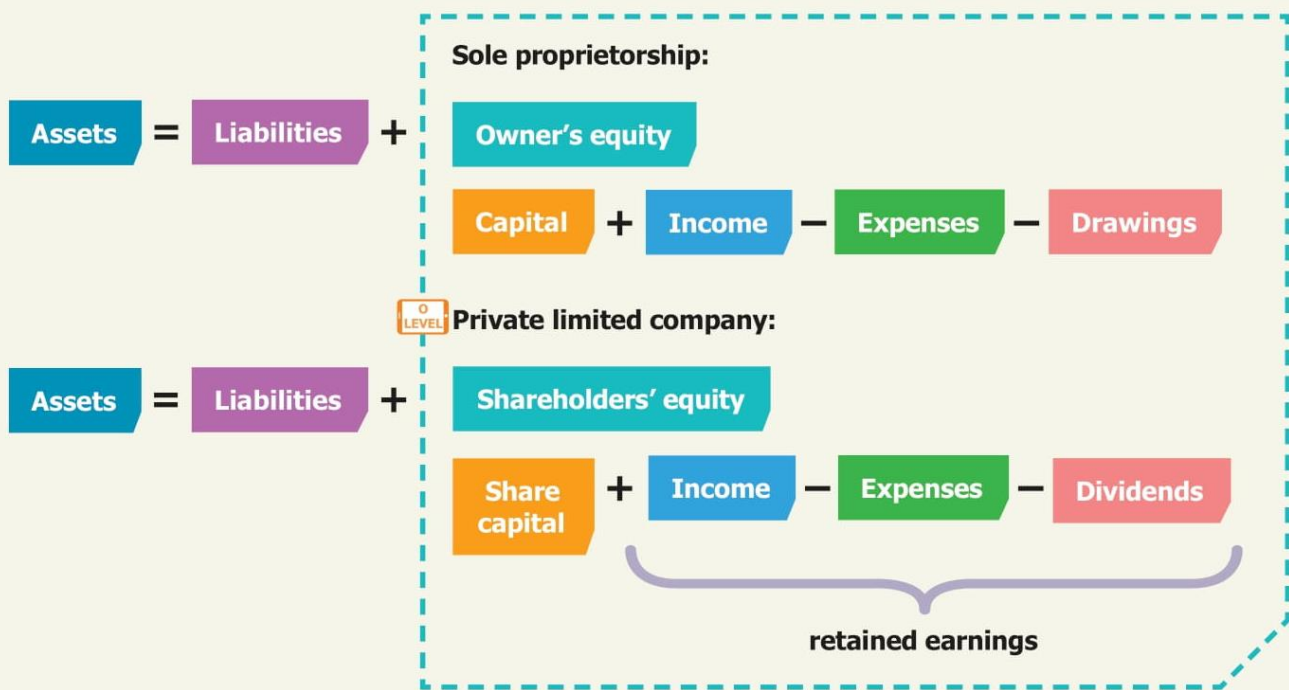 Sole proprietorship:
Assets = Liabilities + Owner's equity
Capital + Income − Expenses − Drawings
O
LEVEL
Private limited company:
Assets = Liabilities + Shareholders' equity
Share
capital
+ Income − Expenses − Dividends
retained earnings